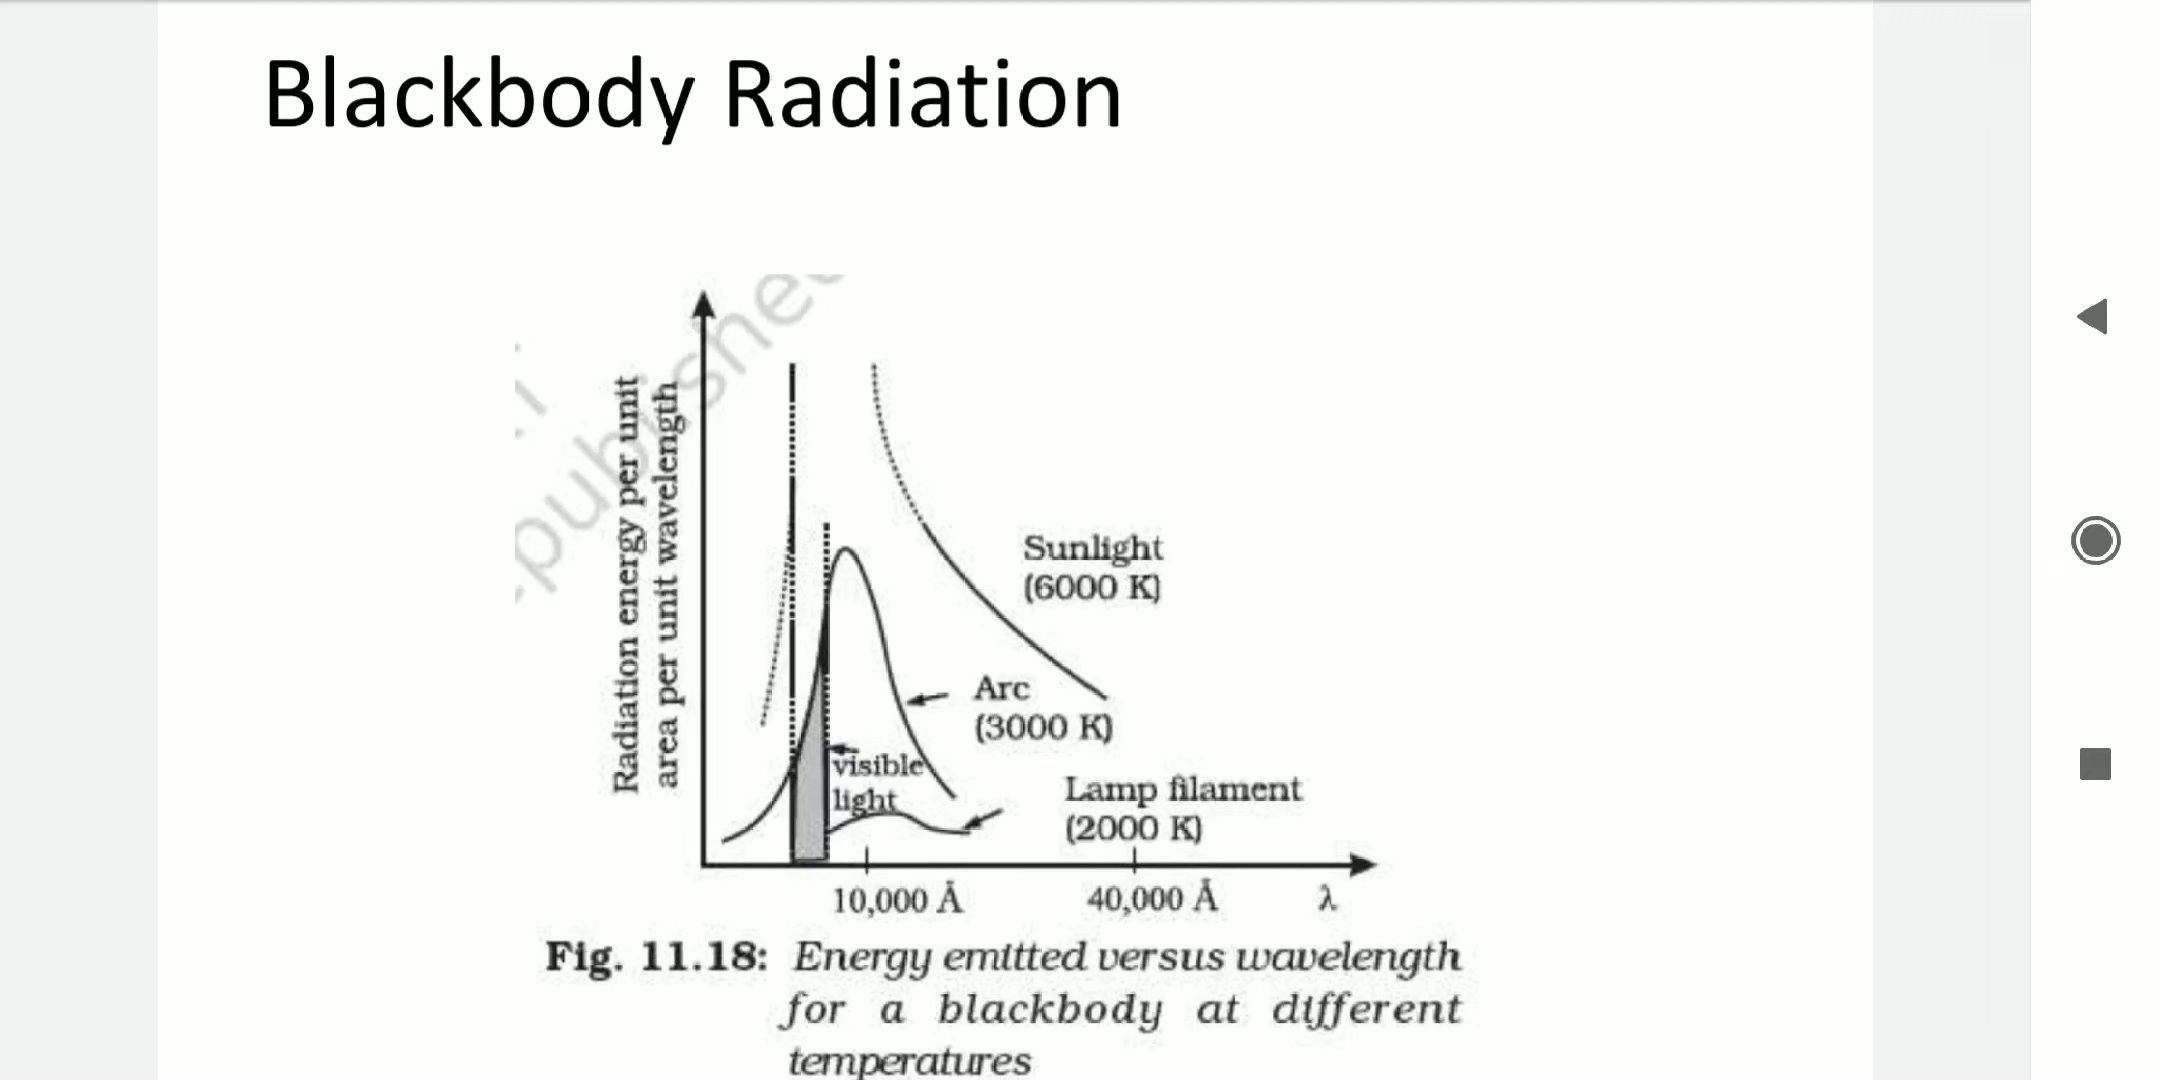 Blackbody Radiation
Radiation energy per unit
area per unit wavelength
Sunlight
(6000 K)
Arc
(3000 K)
visible
light
Lamp filament
(2000 K)
10,000 Å
40,000 Å
λ
Fig. 11.18: Energy emitted versus wavelength
for a blackbody at different
temperatures